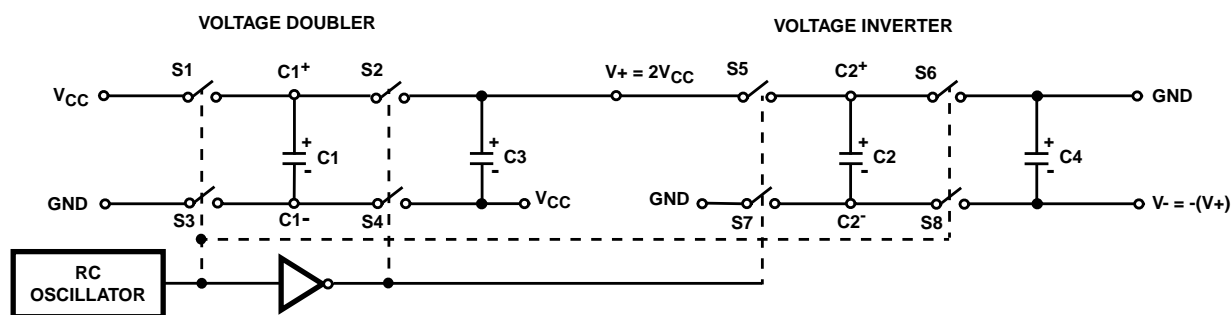 VOLTAGE DOUBLER
VOLTAGE INVERTER
S1 C1+ S2 V+ = 2VCC S5 C2+ S6
VCC GND
+ C1 - + C3 - + C2 - + C4 -
GND S3 C1- S4 VCC GND S7 C2- S8 V- = -(V+)
RC
OSCILLATOR